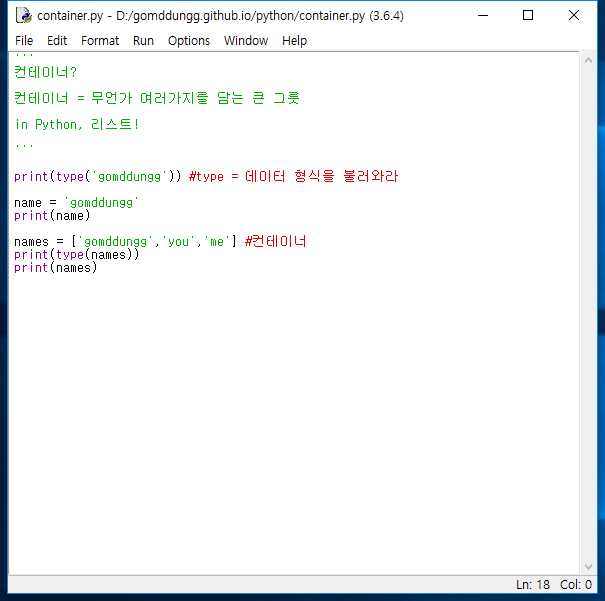 container.py - D:/gomddungg.github.io/python/container.py (3.6.4)
File Edit Format Run Options Window Help
'''
컨테이너?
컨테이너 = 무언가 여러가지를 담는 큰 그릇
in Python, 리스트!
'''
print(type('gomddungg')) #type = 데이터 형식을 불러와라
name = 'gomddungg'
print(name)
names = ['gomddungg','you','me'] #컨테이너
print(type(names))
print(names)
Ln: 18 Col: 0